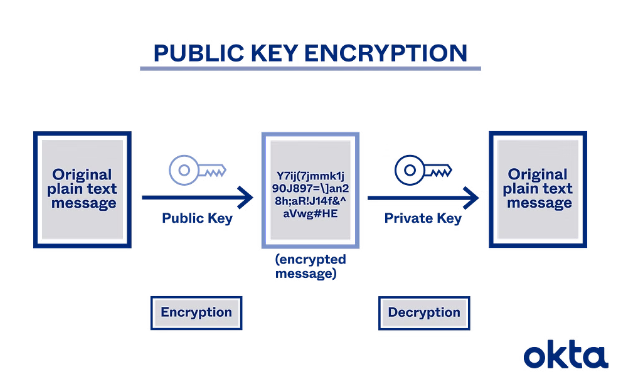 PUBLIC KEY ENCRYPTION
Original
plain text
message
Public Key
Y7ij(7jmmk1j
90J897=\]an2
8h;aR!J14f&^
aVwg#HE
(encrypted
message)
Private Key
Original
plain text
message
Encryption
Decryption
okta